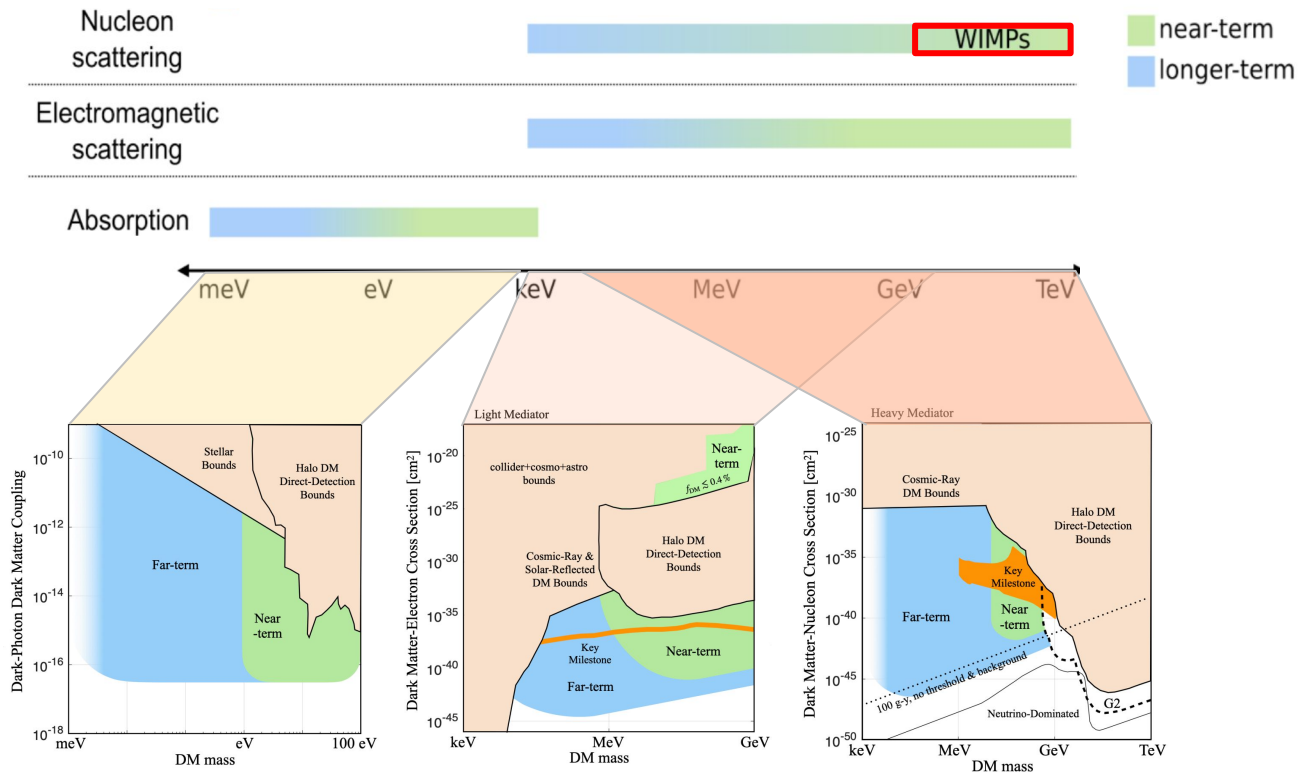 Nucleon
scattering
WIMPs
near-term
longer-term
Electromagnetic
scattering
Absorption
meV eV keV MeV GeV TeV
Dark-Photon Dark Matter Coupling
10⁻¹⁰
10⁻¹²
10⁻¹⁴
10⁻¹⁶
10⁻¹⁸
Stellar
Bounds
Halo DM
Direct-Detection
Bounds
Far-term
Near
-term
meV eV 100 eV
DM mass
Light Mediator
Dark Matter-Electron Cross Section [cm²]
10⁻²⁰
10⁻²⁵
10⁻³⁰
10⁻³⁵
10⁻⁴⁰
10⁻⁴⁵
collider+cosmo+astro
bounds
Near-
term
f_DM ≲ 0.4 %
Halo DM
Direct-Detection
Bounds
Cosmic-Ray &
Solar-Reflected
DM Bounds
Key
Milestone
Near-term
Far-term
keV MeV GeV
DM mass
Heavy Mediator
Dark Matter-Nucleon Cross Section [cm²]
10⁻²⁵
10⁻³⁰
10⁻³⁵
10⁻⁴⁰
10⁻⁴⁵
10⁻⁵⁰
Cosmic-Ray
DM Bounds
Halo DM
Direct-Detection
Bounds
Key
Milestone
Far-term
Near
-term
100 g-y, no threshold & background
G2
Neutrino-Dominated
keV MeV GeV TeV
DM mass